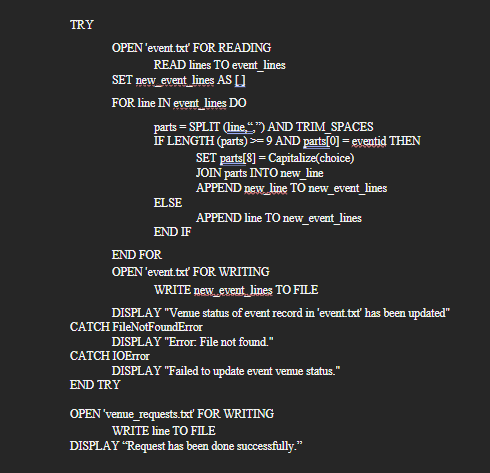 TRY
OPEN 'event.txt' FOR READING
READ lines TO event_lines
SET new_event_lines AS [ ]
FOR line IN event_lines DO
parts = SPLIT (line,“,”) AND TRIM_SPACES
IF LENGTH (parts) >= 9 AND parts[0] = eventid THEN
SET parts[8] = Capitalize(choice)
JOIN parts INTO new_line
APPEND new_line TO new_event_lines
ELSE
APPEND line TO new_event_lines
END IF
END FOR
OPEN 'event.txt' FOR WRITING
WRITE new_event_lines TO FILE
DISPLAY "Venue status of event record in 'event.txt' has been updated"
CATCH FileNotFoundError
DISPLAY "Error: File not found."
CATCH IOError
DISPLAY "Failed to update event venue status."
END TRY
OPEN 'venue_requests.txt' FOR WRITING
WRITE line TO FILE
DISPLAY “Request has been done successfully.”